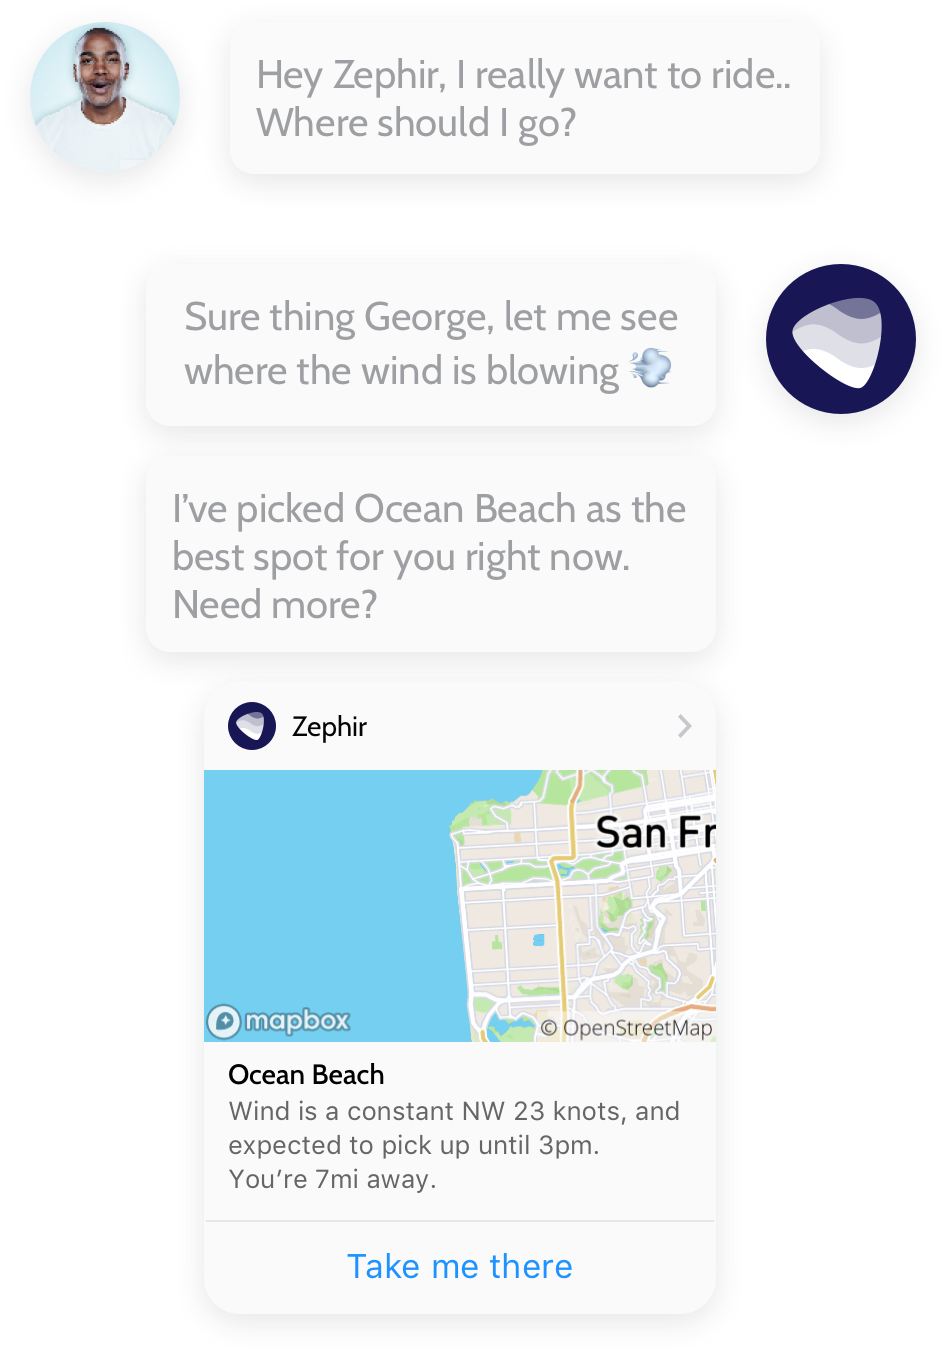 Hey Zephir, I really want to ride..
Where should I go?
Sure thing George, let me see
where the wind is blowing 💨
I’ve picked Ocean Beach as the
best spot for you right now.
Need more?
Zephir
San Fr
mapbox
© OpenStreetMap
Ocean Beach
Wind is a constant NW 23 knots, and
expected to pick up until 3pm.
You’re 7mi away.
Take me there